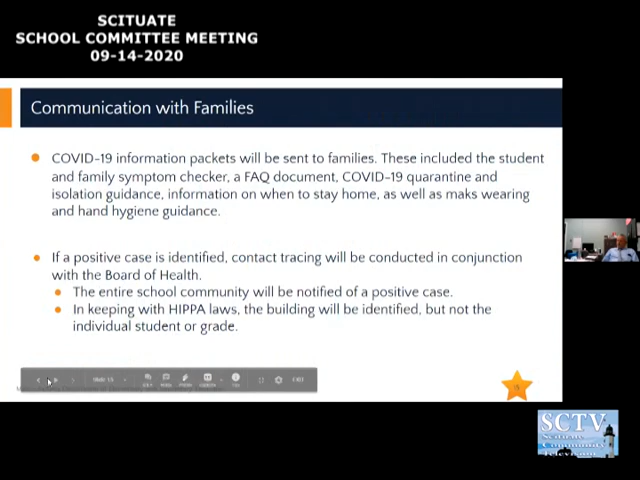 SCITUATE
SCHOOL COMMITTEE MEETING
09-14-2020
Communication with Families
COVID-19 information packets will be sent to families. These included the student
and family symptom checker, a FAQ document, COVID-19 quarantine and
isolation guidance, information on when to stay home, as well as maks wearing
and hand hygiene guidance.
If a positive case is identified, contact tracing will be conducted in conjunction
with the Board of Health.
The entire school community will be notified of a positive case.
In keeping with HIPPA laws, the building will be identified, but not the
individual student or grade.
EXIT
SCTV
Scituate
Community
Television